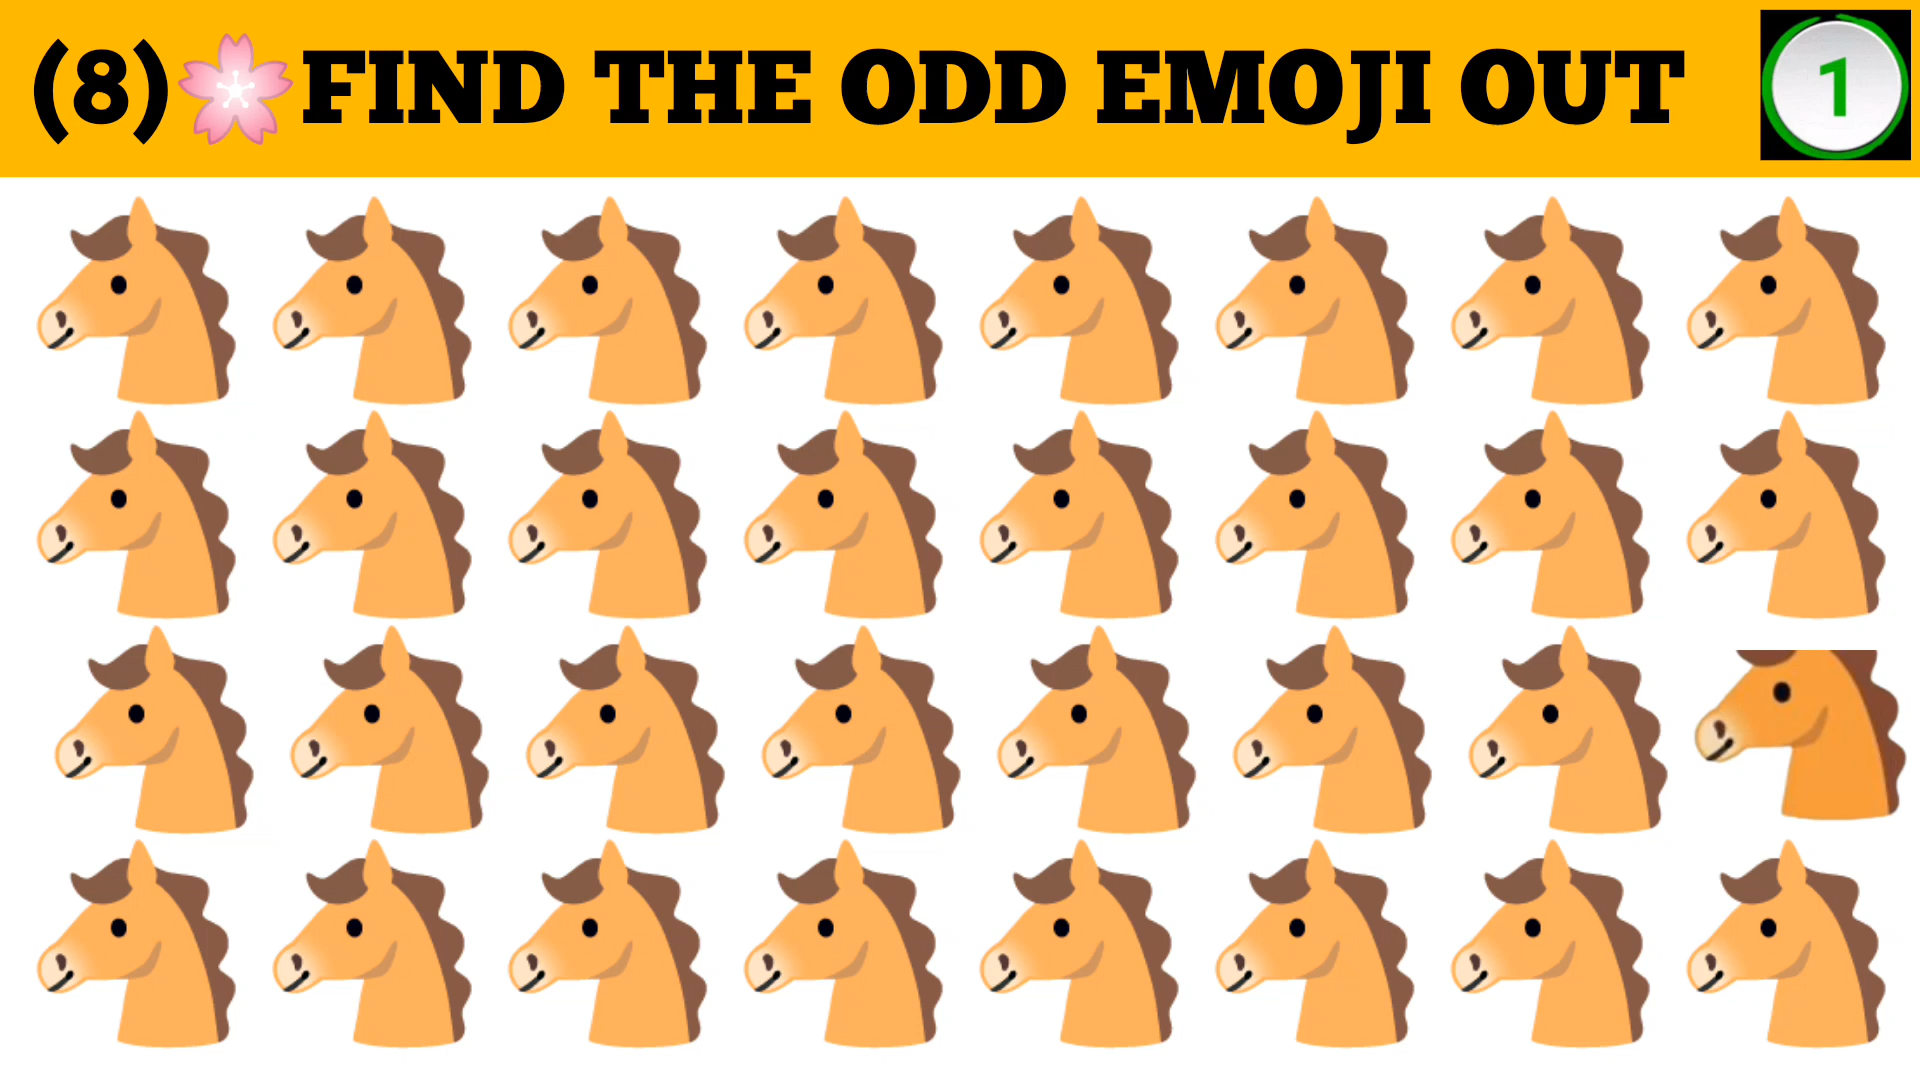 (8)🌸FIND THE ODD EMOJI OUT
1